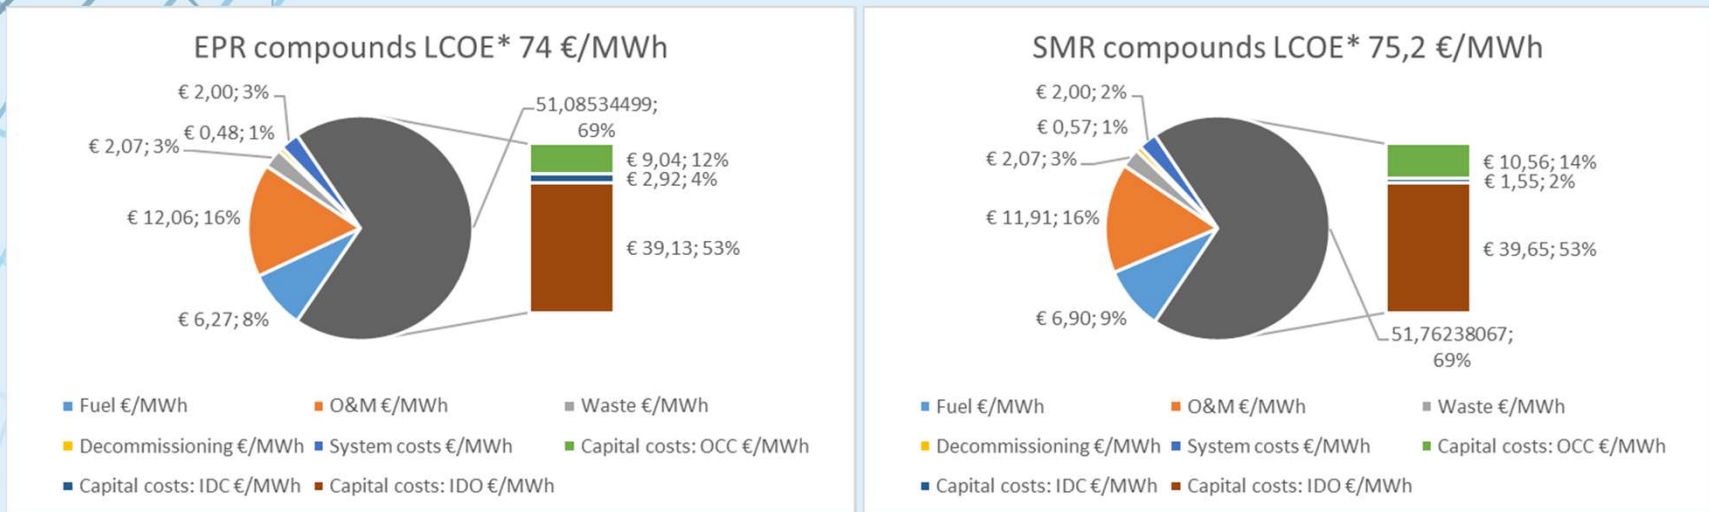 EPR compounds LCOE* 74 €/MWh
€ 2,00; 3%
€ 0,48; 1%
€ 2,07; 3%
€ 12,06; 16%
€ 6,27; 8%
51,08534499;
69%
€ 9,04; 12%
€ 2,92; 4%
€ 39,13; 53%
Fuel €/MWh
O&M €/MWh
Waste €/MWh
Decommissioning €/MWh
System costs €/MWh
Capital costs: OCC €/MWh
Capital costs: IDC €/MWh
Capital costs: IDO €/MWh
SMR compounds LCOE* 75,2 €/MWh
€ 2,00; 2%
€ 0,57; 1%
€ 2,07; 3%
€ 11,91; 16%
€ 6,90; 9%
€ 10,56; 14%
€ 1,55; 2%
€ 39,65; 53%
51,76238067;
69%
Fuel €/MWh
O&M €/MWh
Waste €/MWh
Decommissioning €/MWh
System costs €/MWh
Capital costs: OCC €/MWh
Capital costs: IDC €/MWh
Capital costs: IDO €/MWh